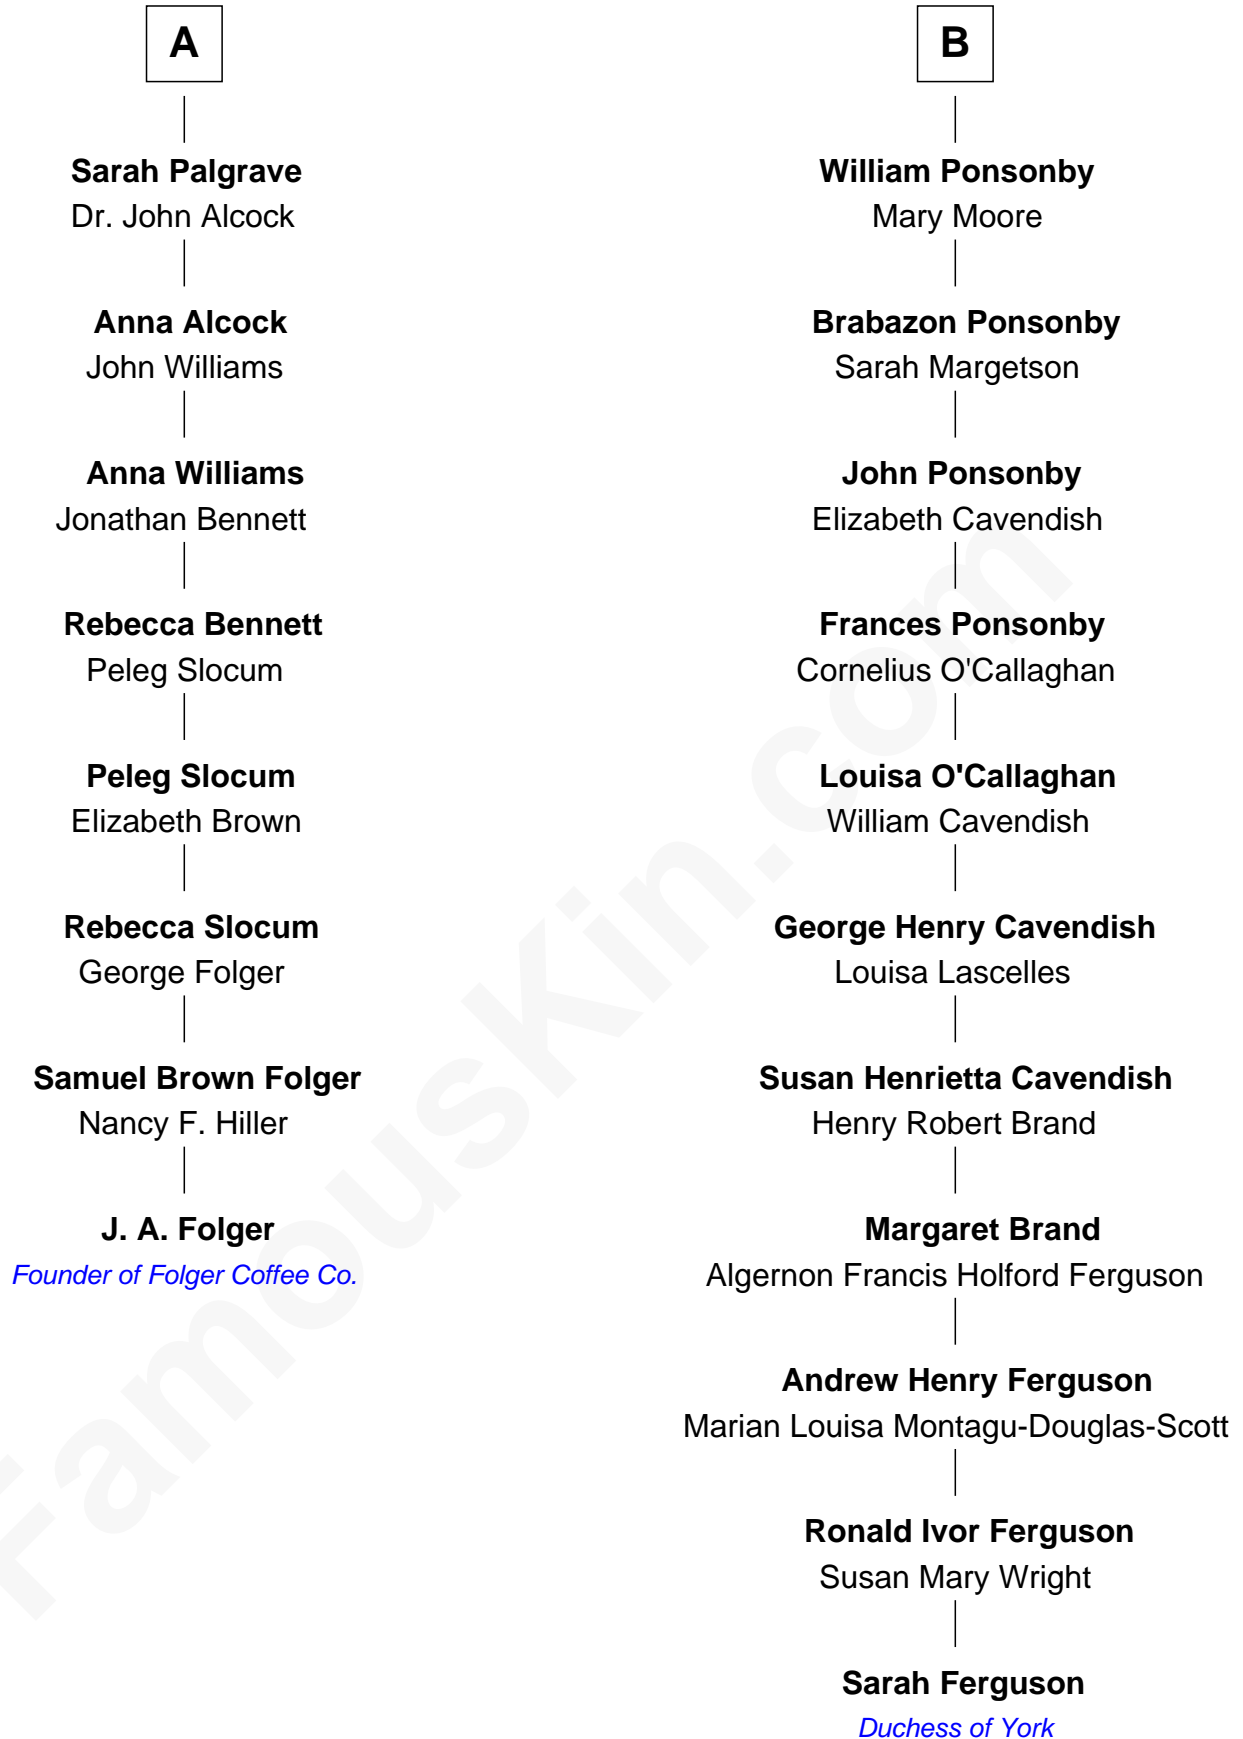 A
Sarah Palgrave
Dr. John Alcock
Anna Alcock
John Williams
Anna Williams
Jonathan Bennett
Rebecca Bennett
Peleg Slocum
Peleg Slocum
Elizabeth Brown
Rebecca Slocum
George Folger
Samuel Brown Folger
Nancy F. Hiller
J. A. Folger
Founder of Folger Coffee Co.
B
William Ponsonby
Mary Moore
Brabazon Ponsonby
Sarah Margetson
John Ponsonby
Elizabeth Cavendish
Frances Ponsonby
Cornelius O'Callaghan
Louisa O'Callaghan
William Cavendish
George Henry Cavendish
Louisa Lascelles
Susan Henrietta Cavendish
Henry Robert Brand
Margaret Brand
Algernon Francis Holford Ferguson
Andrew Henry Ferguson
Marian Louisa Montagu-Douglas-Scott
Ronald Ivor Ferguson
Susan Mary Wright
Sarah Ferguson
Duchess of York
FamousKin.com